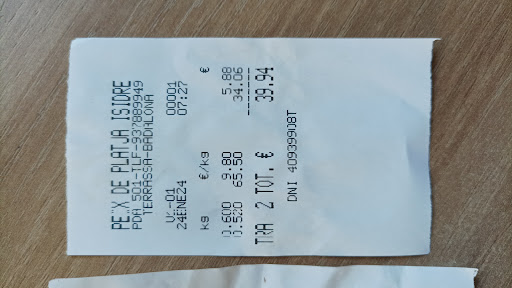 PEIX DE PLATJA ISIDRE
PDA 501-TLF-937889949
TERRASSA-BADALONA
V.-01 00001
24ENE24 07:27
kg €/kg €
0.600 9.80 5.88
0.520 65.50 34.06
TRA 2 TOT. € 39.94
DNI 40939908T